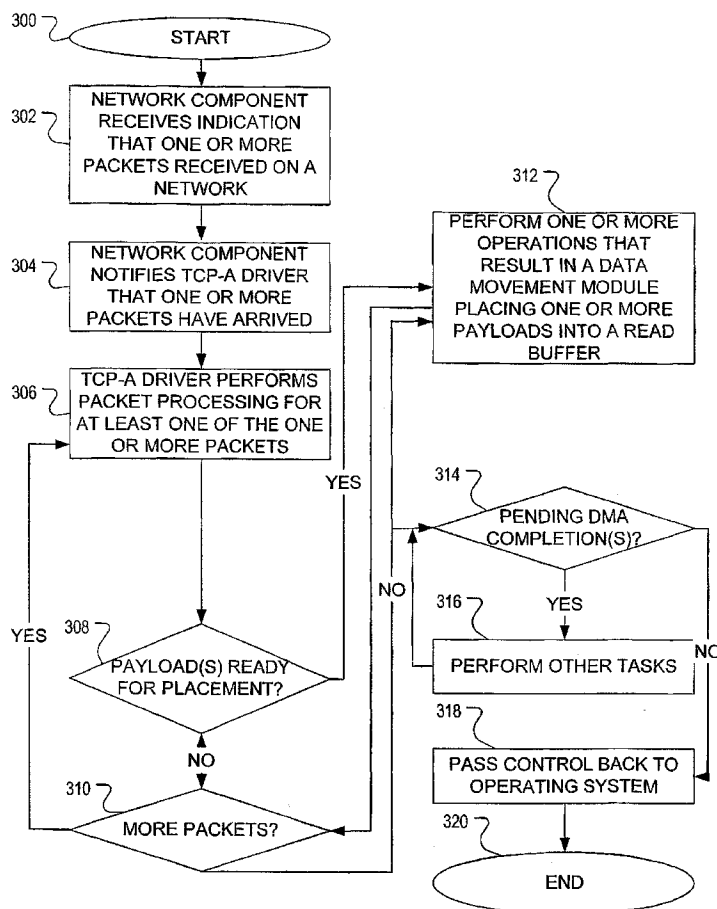 300
START
302
NETWORK COMPONENT
RECEIVES INDICATION
THAT ONE OR MORE
PACKETS RECEIVED ON A
NETWORK
304
NETWORK COMPONENT
NOTIFIES TCP-A DRIVER
THAT ONE OR MORE
PACKETS HAVE ARRIVED
306
TCP-A DRIVER PERFORMS
PACKET PROCESSING FOR
AT LEAST ONE OF THE ONE
OR MORE PACKETS
YES
308
PAYLOAD(S) READY
FOR PLACEMENT?
YES
NO
310
MORE PACKETS?
312
PERFORM ONE OR MORE
OPERATIONS THAT
RESULT IN A DATA
MOVEMENT MODULE
PLACING ONE OR MORE
PAYLOADS INTO A READ
BUFFER
314
PENDING DMA
COMPLETION(S)?
NO
YES
316
PERFORM OTHER TASKS
NO
318
PASS CONTROL BACK TO
OPERATING SYSTEM
320
END